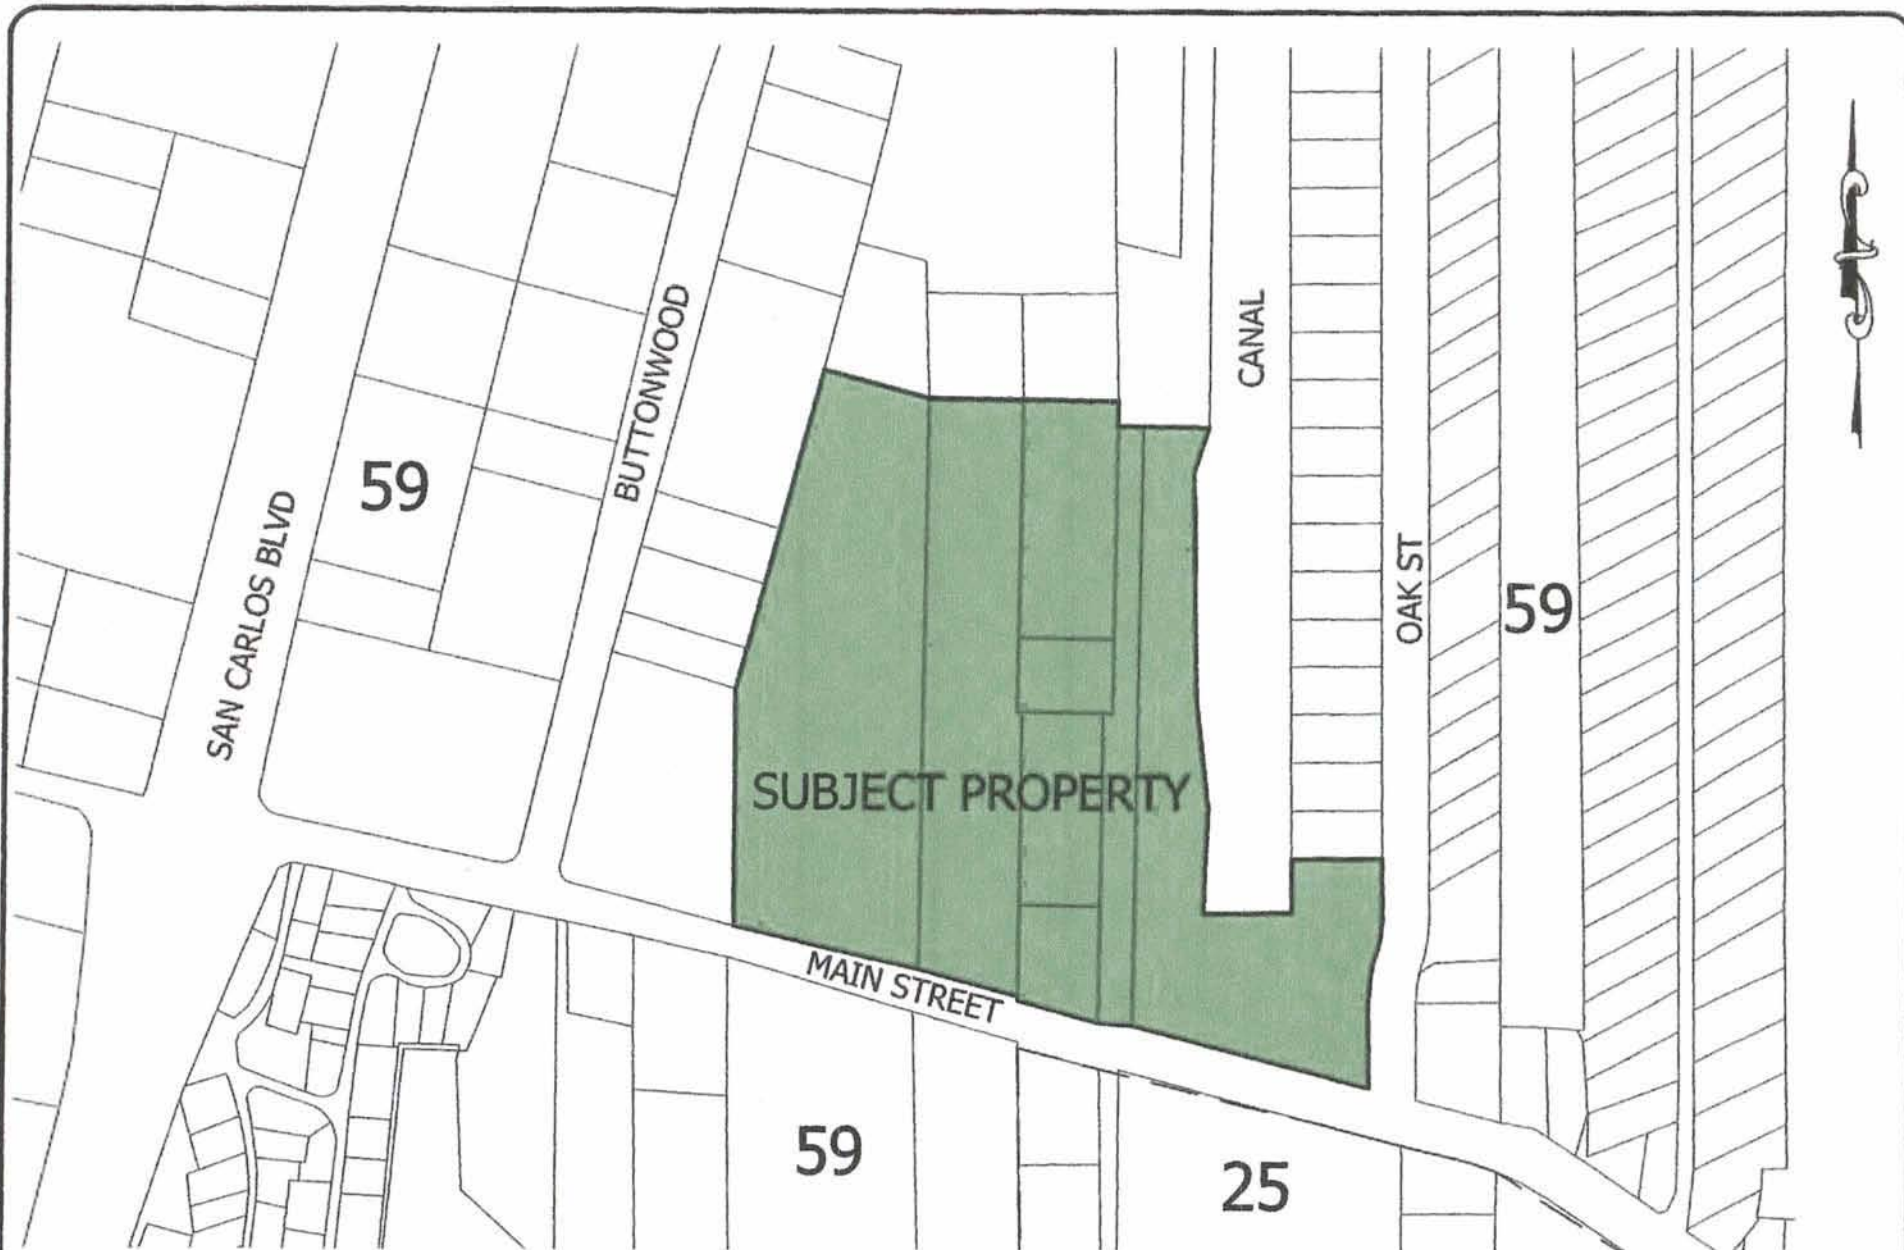 BUTTONWOOD
CANAL
59
SAN CARLOS BLVD
OAK ST
59
SUBJECT PROPERTY
MAIN STREET
59
25